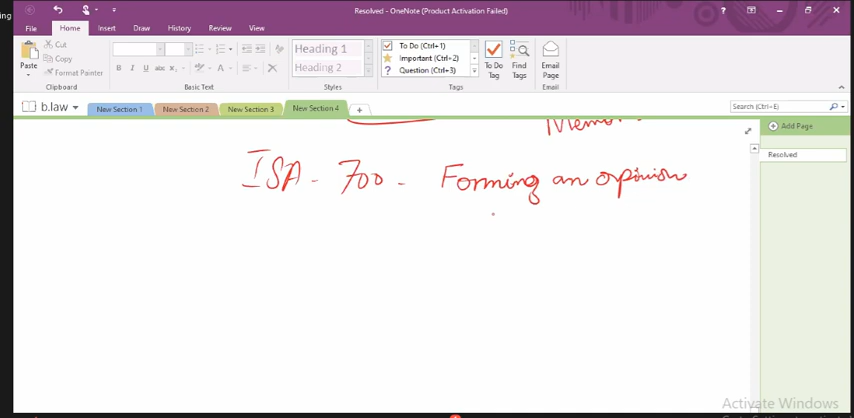 ing
Resolved - OneNote (Product Activation Failed)
File Home Insert Draw History Review View
Paste
Cut
Copy
Format Painter
Clipboard
B I U abc X₂ A
Basic Text
Heading 1
Heading 2
Styles
To Do (Ctrl+1)
Important (Ctrl+2)
Question (Ctrl+3)
Tags
To Do Tag
Find Tags
Email Page
Email
b.law New Section 1 New Section 2 New Section 3 New Section 4 +
Search (Ctrl+E)
Add Page
Resolved
ISA - 700 - Forming an opinion
Activate Windows